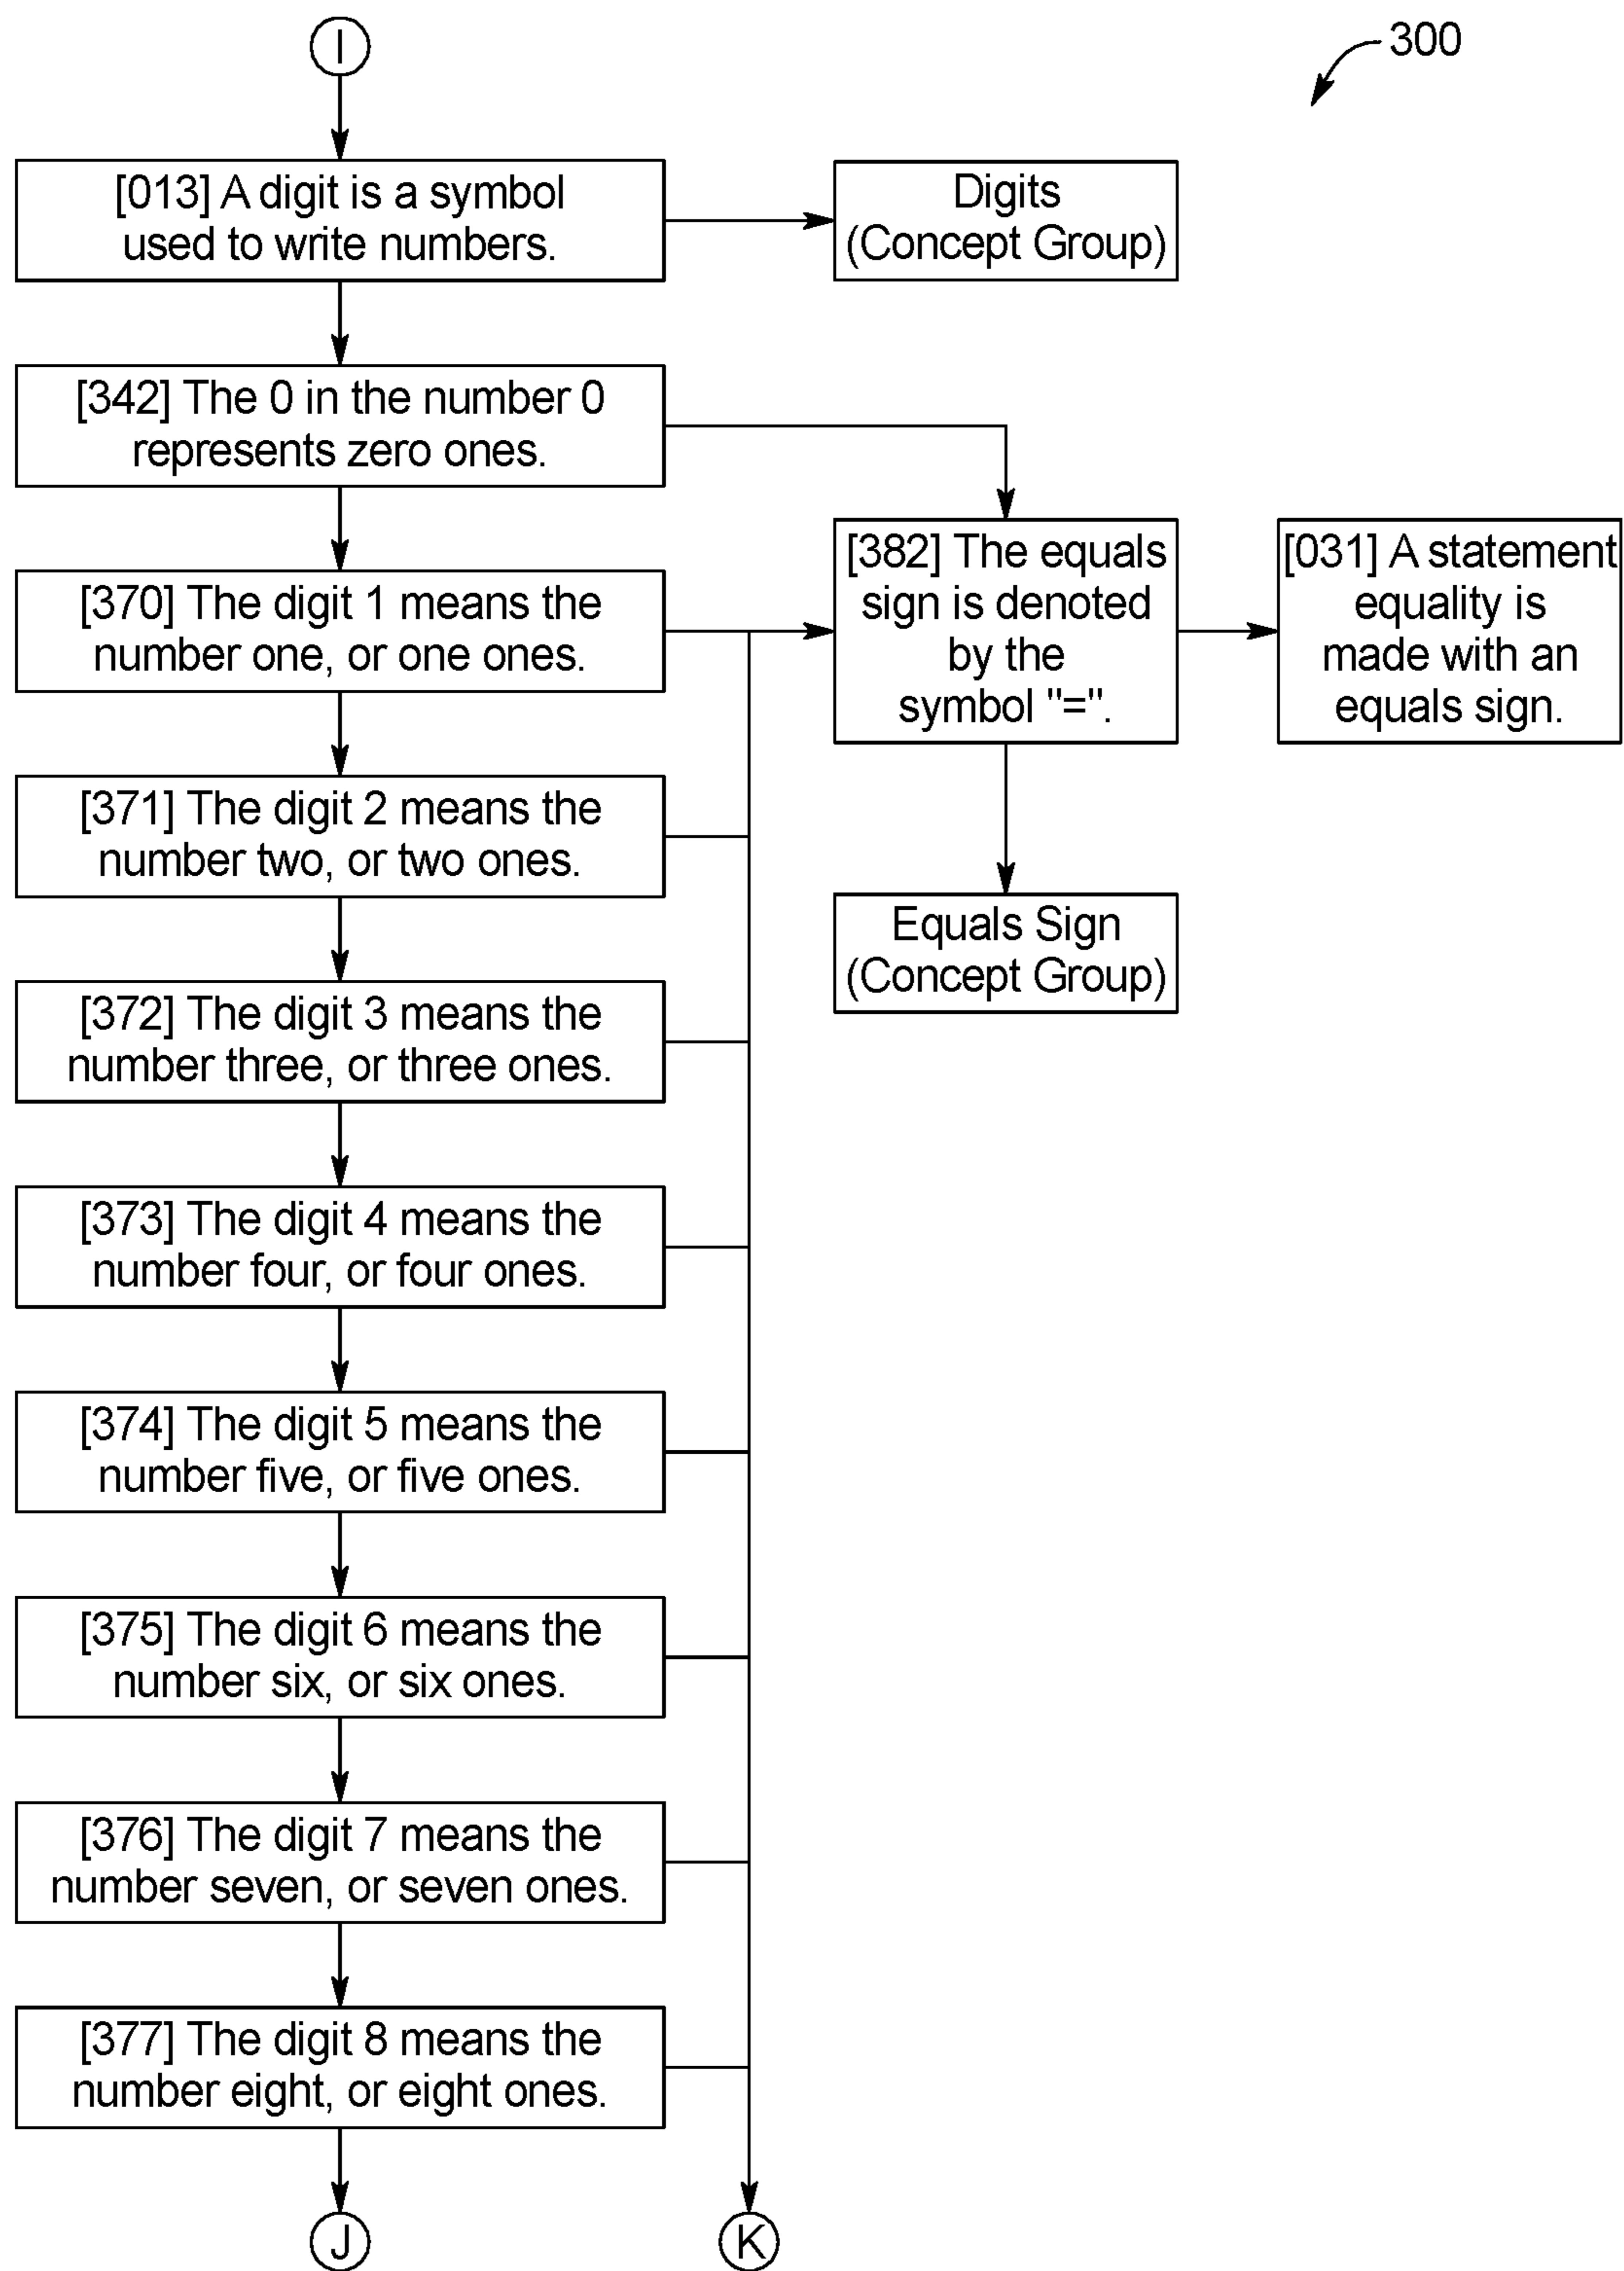 I
300
[013] A digit is a symbol
used to write numbers.
Digits
(Concept Group)
[342] The 0 in the number 0
represents zero ones.
[370] The digit 1 means the
number one, or one ones.
[382] The equals
sign is denoted
by the
symbol "=".
[031] A statement
equality is
made with an
equals sign.
[371] The digit 2 means the
number two, or two ones.
Equals Sign
(Concept Group)
[372] The digit 3 means the
number three, or three ones.
[373] The digit 4 means the
number four, or four ones.
[374] The digit 5 means the
number five, or five ones.
[375] The digit 6 means the
number six, or six ones.
[376] The digit 7 means the
number seven, or seven ones.
[377] The digit 8 means the
number eight, or eight ones.
J
K